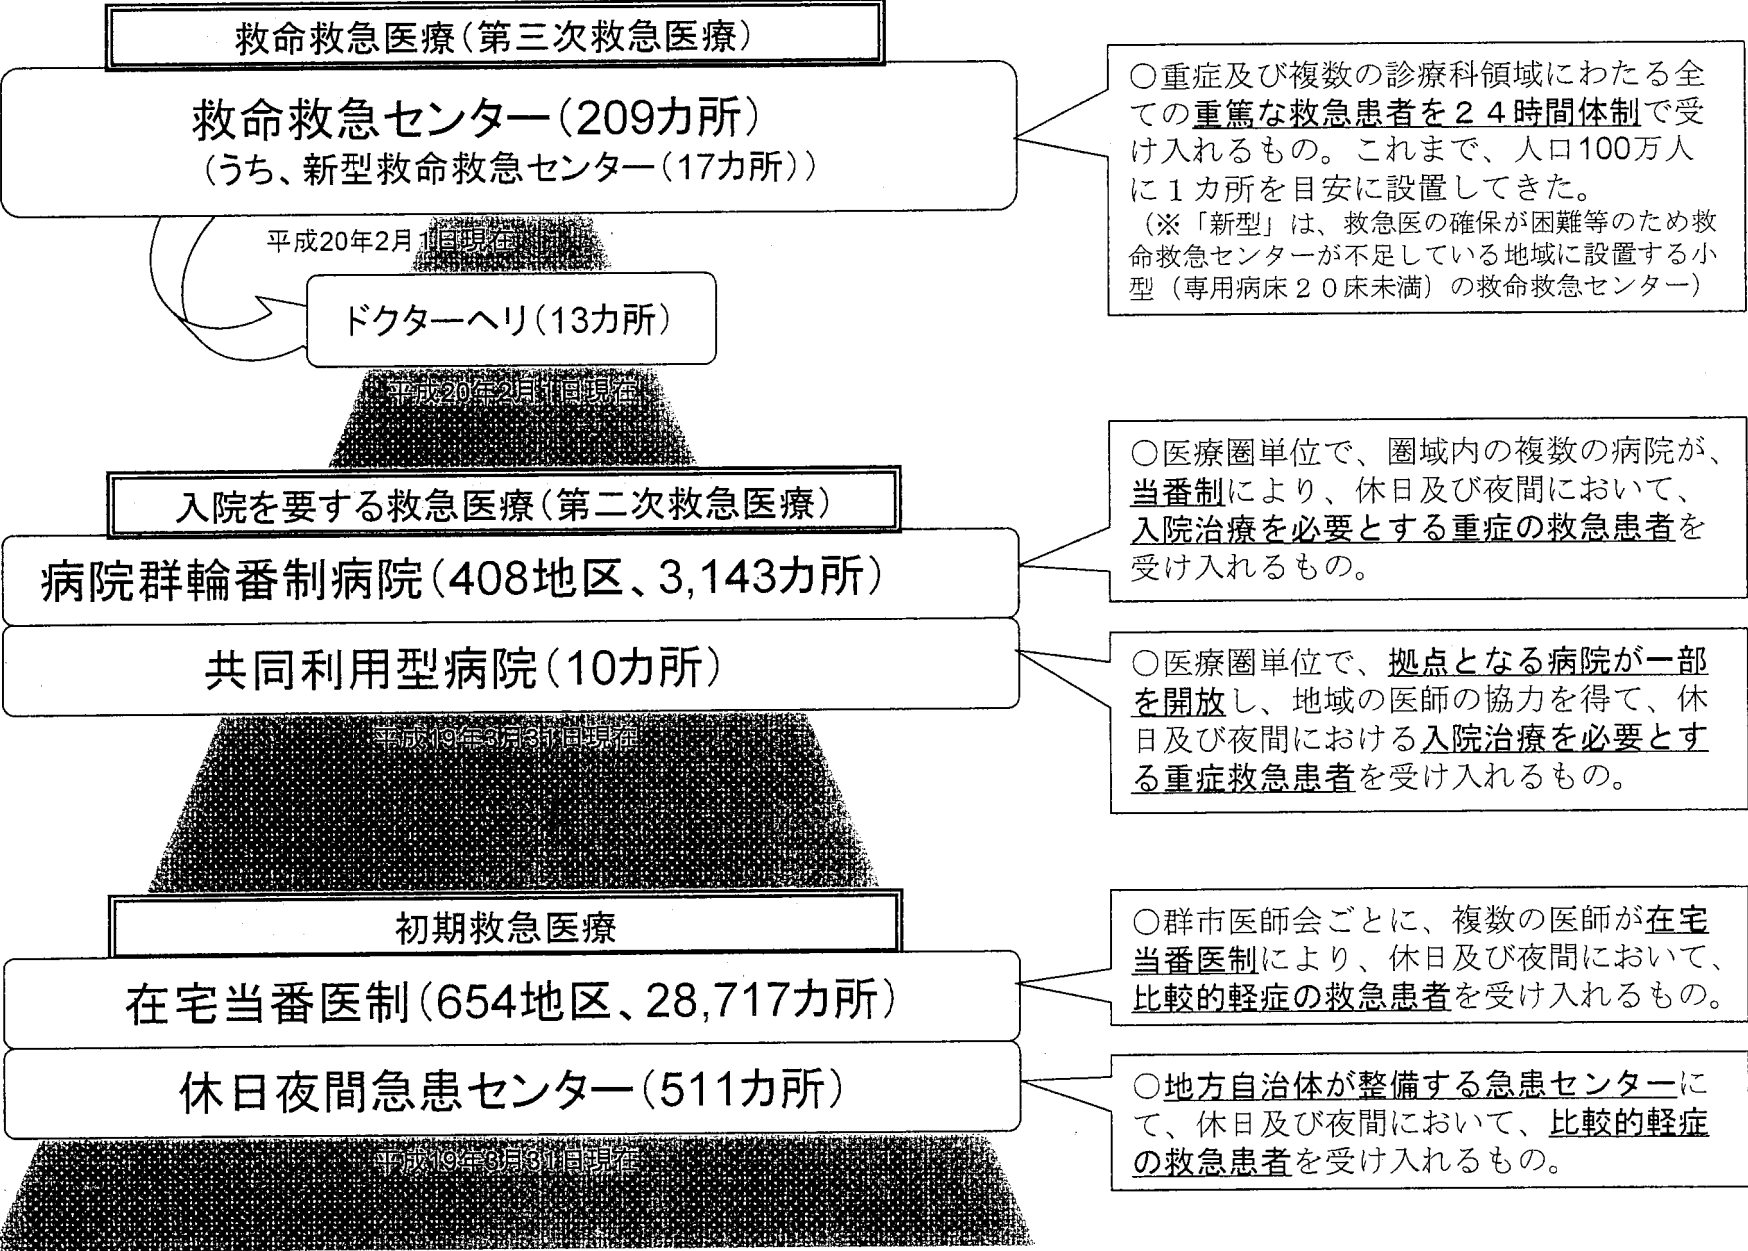 救命救急医療（第三次救急医療）
救命救急センター（209カ所）
（うち、新型救命救急センター（17カ所））
平成20年2月1日現在
ドクターヘリ（13カ所）
平成20年2月1日現在
○重症及び複数の診療科領域にわたる全
ての重篤な救急患者を２４時間体制で受
け入れるもの。これまで、人口100万人
に１カ所を目安に設置してきた。
（※「新型」は、救急医の確保が困難等のため救
命救急センターが不足している地域に設置する小
型（専用病床２０床未満）の救命救急センター）
入院を要する救急医療（第二次救急医療）
病院群輪番制病院（408地区、3,143カ所）
共同利用型病院（10カ所）
平成19年3月31日現在
○医療圏単位で、圏域内の複数の病院が、
当番制により、休日及び夜間において、
入院治療を必要とする重症の救急患者を
受け入れるもの。
○医療圏単位で、拠点となる病院が一部
を開放し、地域の医師の協力を得て、休
日及び夜間における入院治療を必要とす
る重症救急患者を受け入れるもの。
初期救急医療
在宅当番医制（654地区、28,717カ所）
休日夜間急患センター（511カ所）
平成19年3月31日現在
○群市医師会ごとに、複数の医師が在宅
当番医制により、休日及び夜間において、
比較的軽症の救急患者を受け入れるもの。
○地方自治体が整備する急患センターに
て、休日及び夜間において、比較的軽症
の救急患者を受け入れるもの。